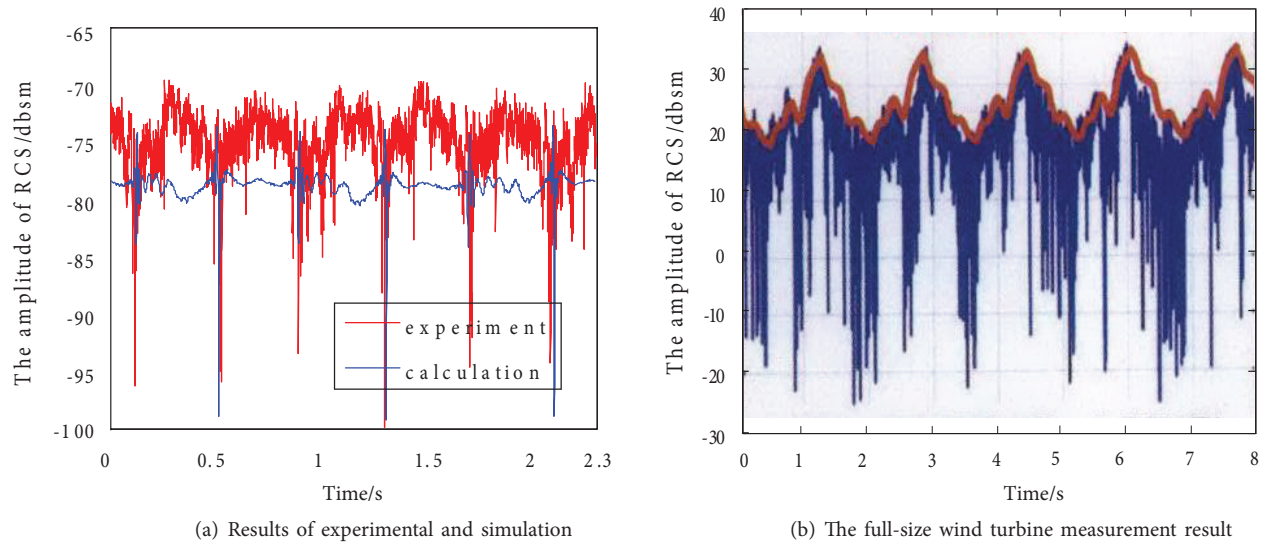 -65
-70
-75
-80
-85
-90
-95
-100
The amplitude of RCS/dbsm
experiment
calculation
0 0.5 1 1.5 2 2.3
Time/s
(a) Results of experimental and simulation
40
30
20
10
0
-10
-20
-30
The amplitude of RCS/dbsm
0 1 2 3 4 5 6 7 8
Time/s
(b) The full-size wind turbine measurement result